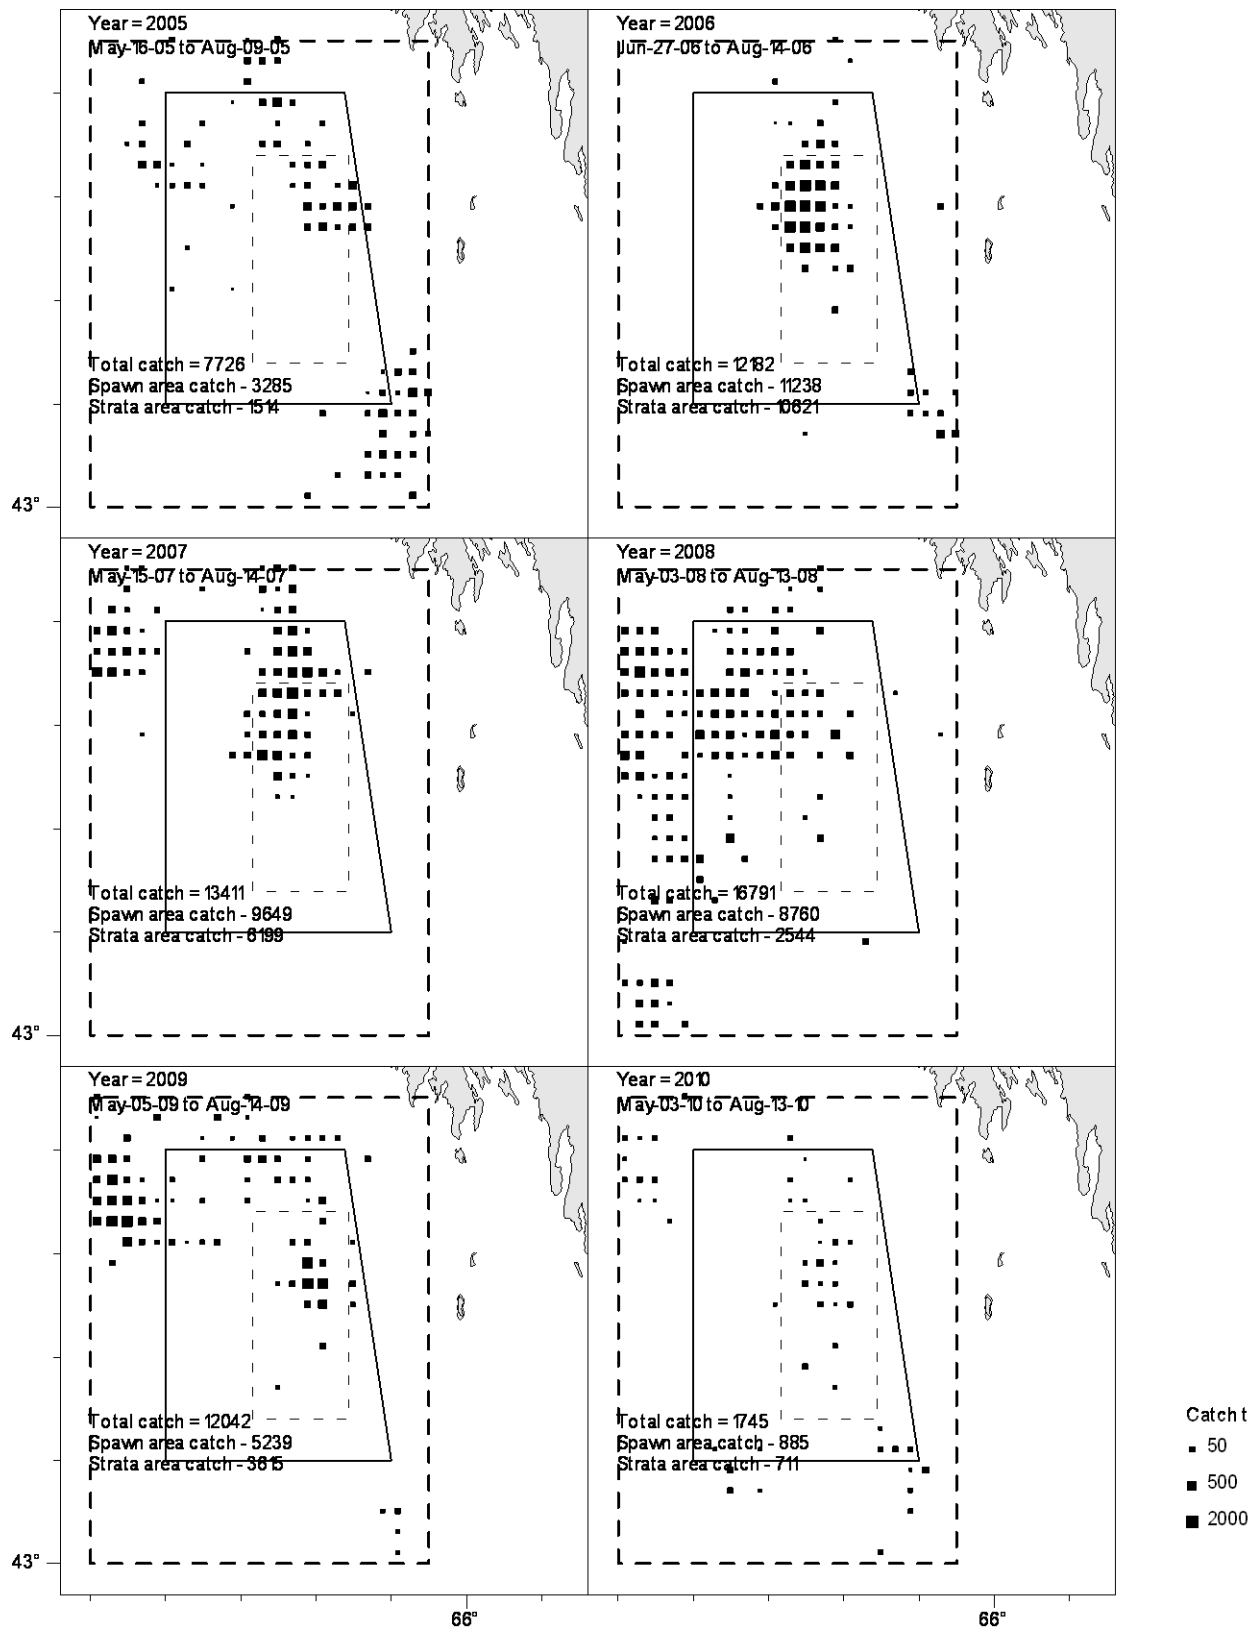 Year = 2005
May-16-05 to Aug-09-05
Total catch = 7726
Spawn area catch - 3285
Strata area catch - 1514
Year = 2006
Jun-27-06 to Aug-14-06
Total catch = 12182
Spawn area catch - 11238
Strata area catch - 10621
43°
Year = 2007
May-15-07 to Aug-14-07
Total catch = 13411
Spawn area catch - 9649
Strata area catch - 6199
Year = 2008
May-03-08 to Aug-13-08
Total catch = 16791
Spawn area catch - 8760
Strata area catch - 2544
43°
Year = 2009
May-05-09 to Aug-14-09
Total catch = 12042
Spawn area catch - 5239
Strata area catch - 3615
Year = 2010
May-03-10 to Aug-13-10
Total catch = 1745
Spawn area catch - 885
Strata area catch - 711
43°
66°
66°
Catch t
50
500
2000